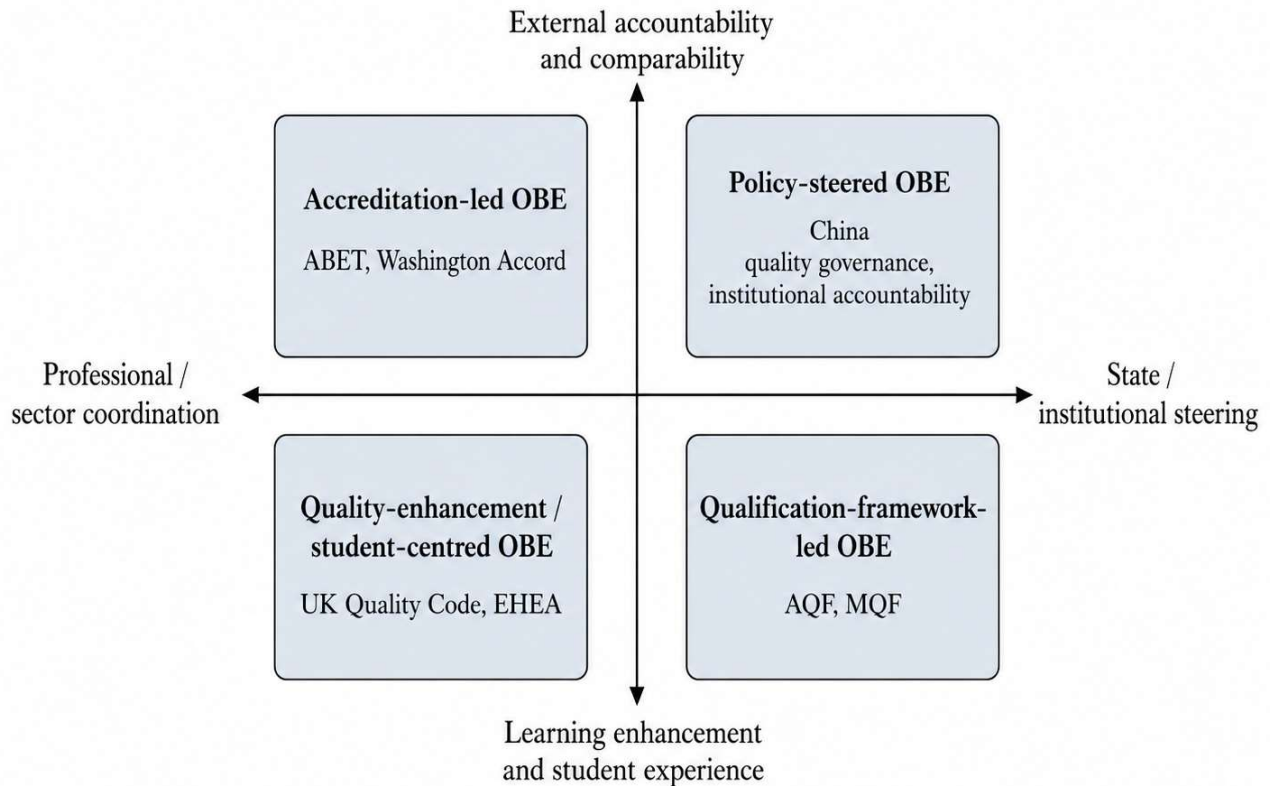 External accountability
and comparability
Accreditation-led OBE
ABET, Washington Accord
Policy-steered OBE
China
quality governance,
institutional accountability
Professional /
sector coordination
State /
institutional steering
Quality-enhancement /
student-centred OBE
UK Quality Code, EHEA
Qualification-framework-
led OBE
AQF, MQF
Learning enhancement
and student experience